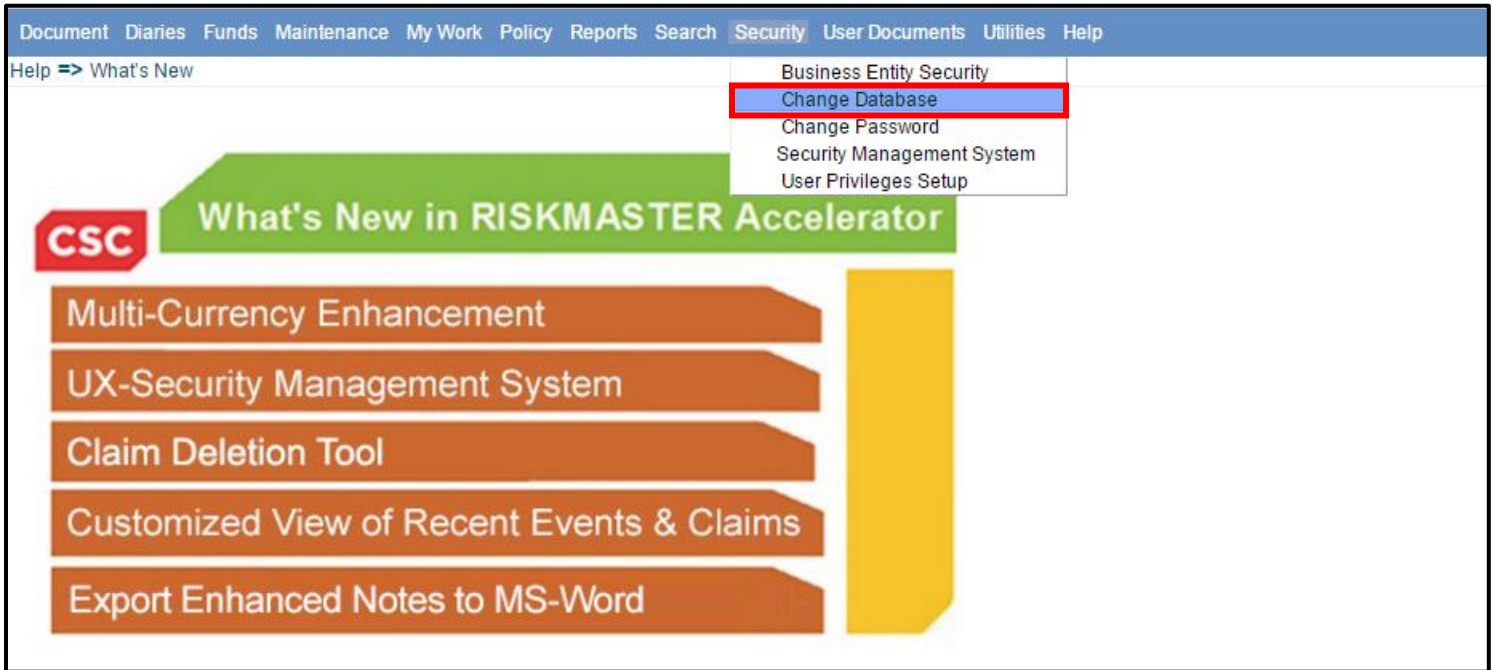 Document Diaries Funds Maintenance My Work Policy Reports Search Security User Documents Utilities Help
Help => What's New
Business Entity Security
Change Database
Change Password
Security Management System
User Privileges Setup
CSC
What's New in RISKMASTER Accelerator
Multi-Currency Enhancement
UX-Security Management System
Claim Deletion Tool
Customized View of Recent Events & Claims
Export Enhanced Notes to MS-Word